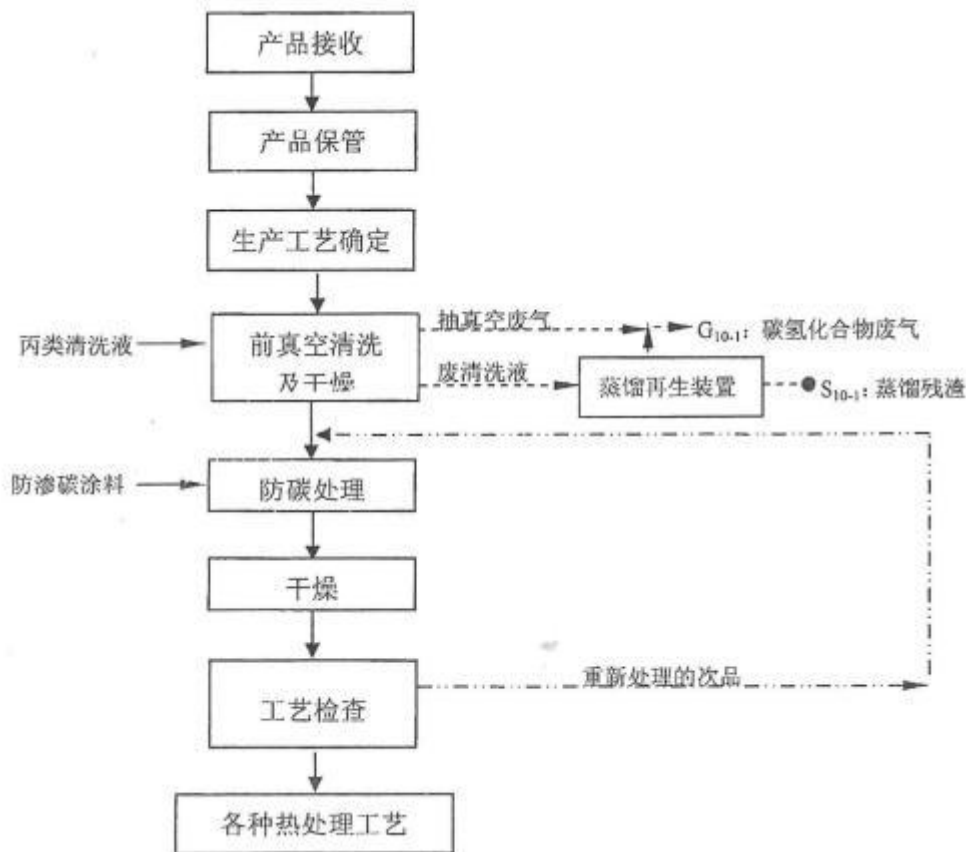 产品接收
产品保管
生产工艺确定
抽真空废气
G10-1：碳氢化合物废气
丙类清洗液
前真空清洗
及干燥
废清洗液
蒸馏再生装置
S10-1：蒸馏残渣
防渗碳涂料
防碳处理
干燥
重新处理的次品
工艺检查
各种热处理工艺